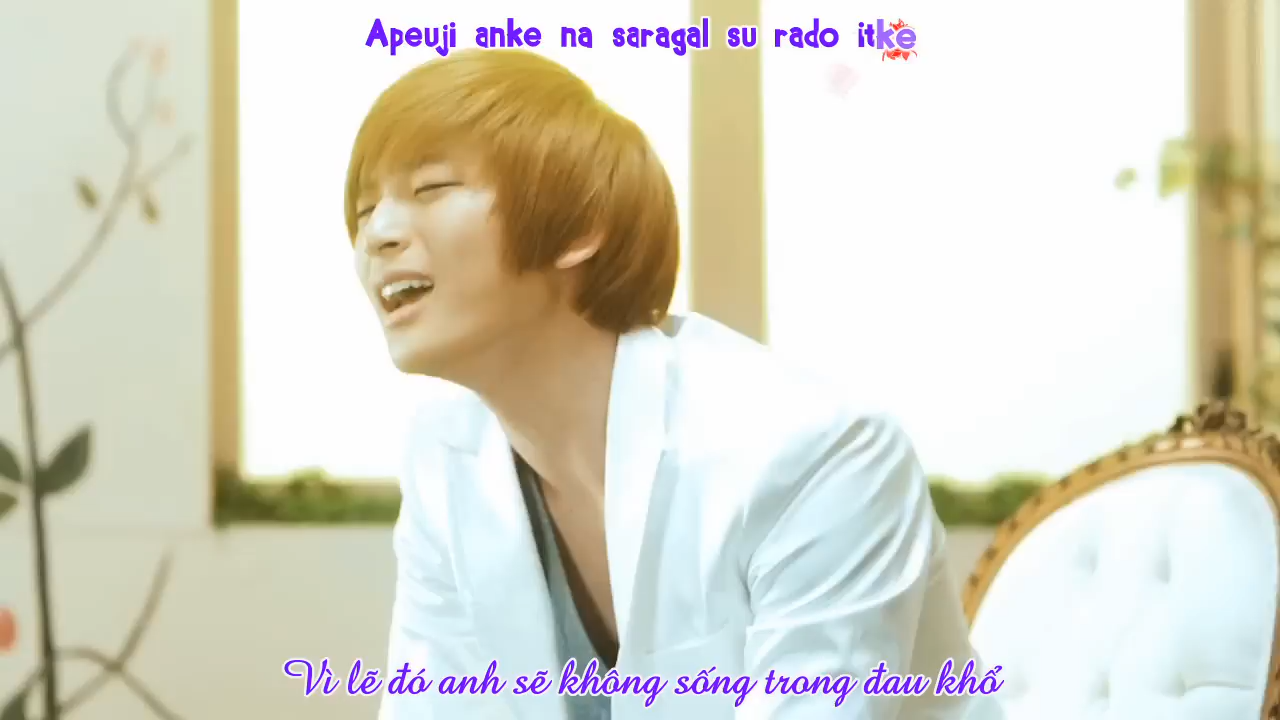 Apeuji anke na saragal su rado itke
Vì lẽ đó anh sẽ không sống trong đau khổ